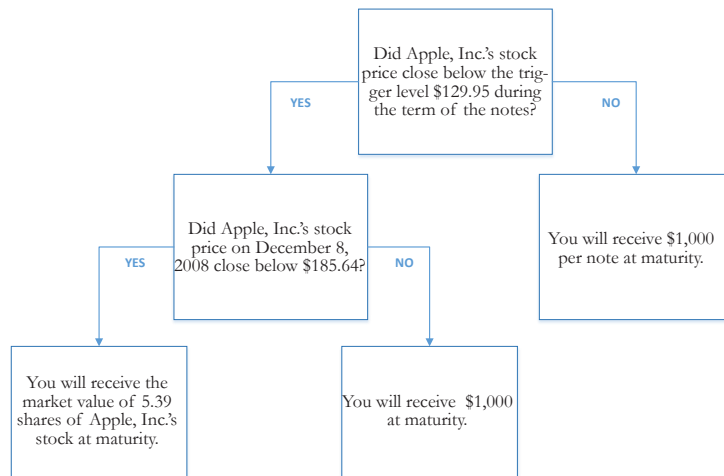 Did Apple, Inc.'s stock
price close below the trig-
ger level $129.95 during
the term of the notes?
YES
NO
Did Apple, Inc.'s stock
price on December 8,
2008 close below $185.64?
You will receive $1,000
per note at maturity.
YES
NO
You will receive the
market value of 5.39
shares of Apple, Inc.'s
stock at maturity.
You will receive $1,000
at maturity.